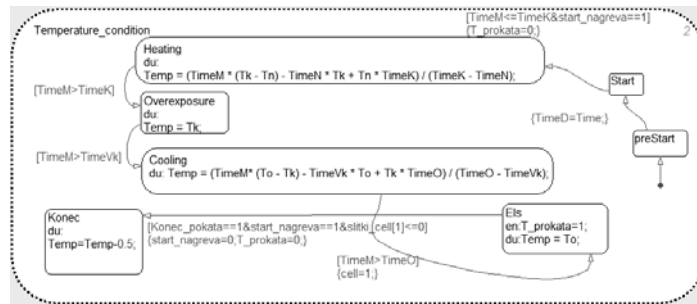 [TimeM<=TimeK&start_nagreva==1]
{T_prokata=0;}
Temperature_condition
2
Heating
du:
Temp = (TimeM * (Tk - Tn) - TimeN * Tk + Tn * TimeK) / (TimeK - TimeN);
Start
[TimeM>TimeK]
Overexposure
du:
Temp = Tk;
{TimeD=Time;}
preStart
[TimeM>TimeVk]
Cooling
du: Temp = (TimeM* (To - Tk) - TimeVk * To + Tk * TimeO) / (TimeO - TimeVk);
Konec
du:
Temp=Temp-0.5;
[Konec_pokata==1&start_nagreva==1&slitki_cell[1]<=0]
{start_nagreva=0;T_prokata=0;}
Els
en:T_prokata=1;
du:Temp = To;
[TimeM>TimeO]
{cell=1;}